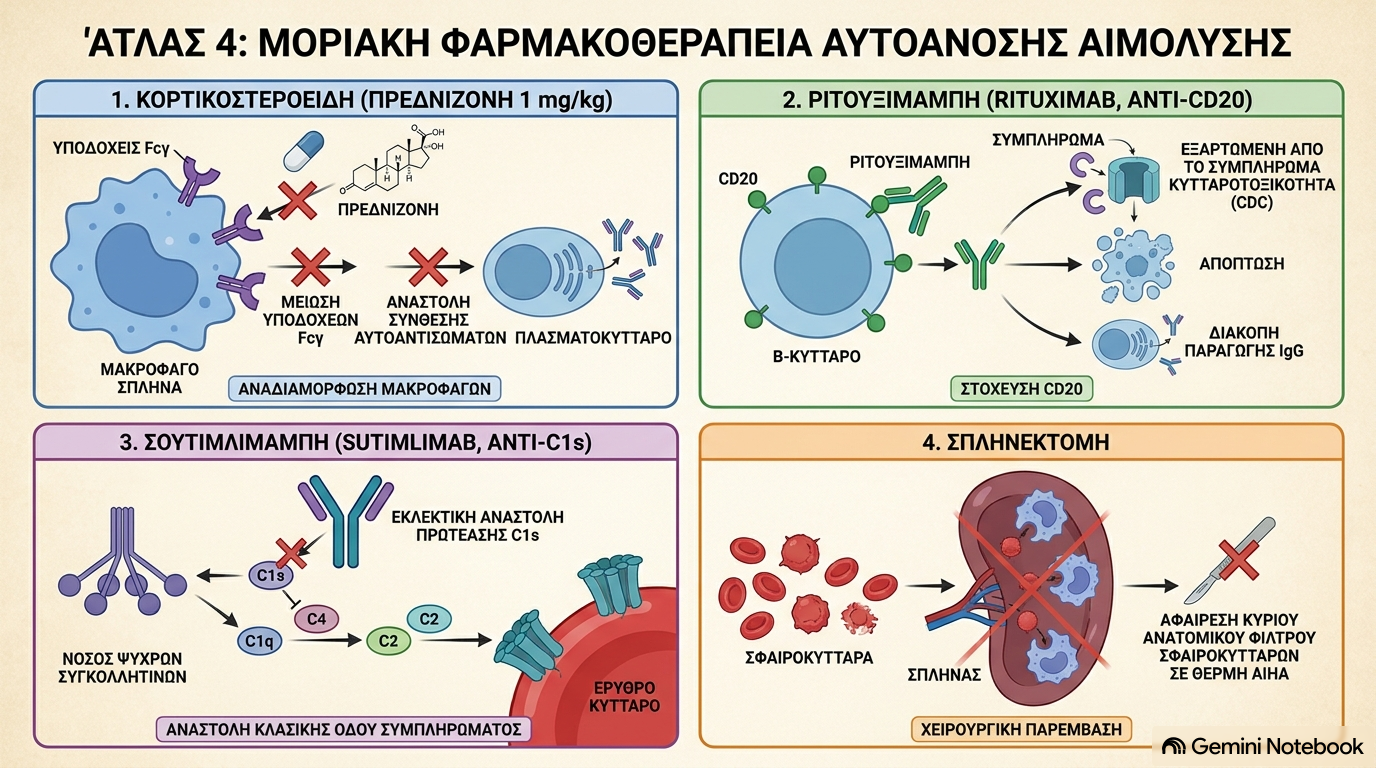 ἌΤΛΑΣ 4: ΜΟΡΙΑΚΗ ΦΑΡΜΑΚΟΘΕΡΑΠΕΙΑ ΑΥΤΟΑΝΟΣΗΣ ΑΙΜΟΛΥΣΗΣ
1. ΚΟΡΤΙΚΟΣΤΕΡΟΕΙΔΗ (ΠΡΕΔΝΙΖΟΝΗ 1 mg/kg)
ΥΠΟΔΟΧΕΙΣ Fcγ
O
OH
OH
H
H
H
O
ΠΡΕΔΝΙΖΟΝΗ
ΜΕΙΩΣΗ
ΥΠΟΔΟΧΕΩΝ
Fcγ
ΑΝΑΣΤΟΛΗ
ΣΥΝΘΕΣΗΣ
ΑΥΤΟΑΝΤΙΣΩΜΑΤΩΝ
ΠΛΑΣΜΑΤΟΚΥΤΤΑΡΟ
ΜΑΚΡΟΦΑΓΟ
ΣΠΛΗΝΑ
ΑΝΑΔΙΑΜΟΡΦΩΣΗ ΜΑΚΡΟΦΑΓΩΝ
2. ΡΙΤΟΥΞΙΜΑΜΠΗ (RITUXIMAB, ANTI-CD20)
CD20
ΡΙΤΟΥΞΙΜΑΜΠΗ
ΣΥΜΠΛΗΡΩΜΑ
ΕΞΑΡΤΩΜΕΝΗ ΑΠΟ
ΤΟ ΣΥΜΠΛΗΡΩΜΑ
ΚΥΤΤΑΡΟΤΟΞΙΚΟΤΗΤΑ
(CDC)
ΑΠΟΠΤΩΣΗ
ΔΙΑΚΟΠΗ
ΠΑΡΑΓΩΓΗΣ IgG
Β-ΚΥΤΤΑΡΟ
ΣΤΟΧΕΥΣΗ CD20
3. ΣΟΥΤΙΜΛΙΜΑΜΠΗ (SUTIMLIMAB, ANTI-C1s)
ΕΚΛΕΚΤΙΚΗ ΑΝΑΣΤΟΛΗ
ΠΡΩΤΕΑΣΗΣ C1s
C1s
C4
C1q
C2
C2
ΝΟΣΟΣ ΨΥΧΡΩΝ
ΣΥΓΚΟΛΛΗΤΙΝΩΝ
ΕΡΥΘΡΟ
ΚΥΤΤΑΡΟ
ΑΝΑΣΤΟΛΗ ΚΛΑΣΙΚΗΣ ΟΔΟΥ ΣΥΜΠΛΗΡΩΜΑΤΟΣ
4. ΣΠΛΗΝΕΚΤΟΜΗ
ΣΦΑΙΡΟΚΥΤΤΑΡΑ
ΣΠΛΗΝΑΣ
ΑΦΑΙΡΕΣΗ ΚΥΡΙΟΥ
ΑΝΑΤΟΜΙΚΟΥ ΦΙΛΤΡΟΥ
ΣΦΑΙΡΟΚΥΤΤΑΡΩΝ
ΣΕ ΘΕΡΜΗ ΑΙΗΑ
ΧΕΙΡΟΥΡΓΙΚΗ ΠΑΡΕΜΒΑΣΗ
Gemini Notebook